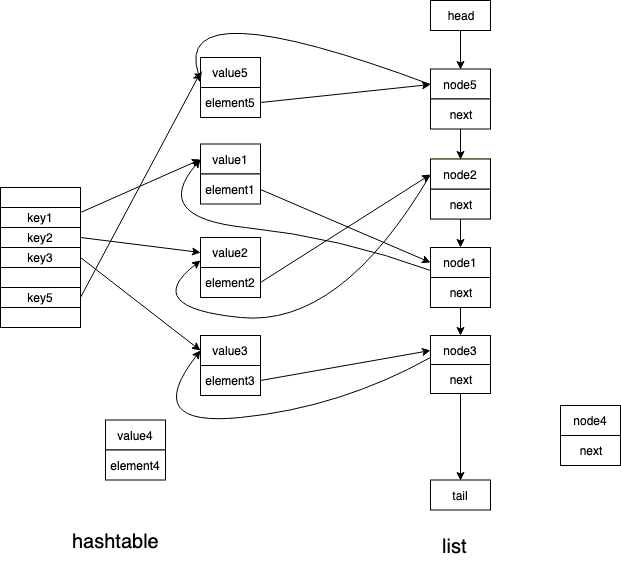 head
value5
element5
node5
next
value1
element1
node2
next
key1
key2
key3
key5
value2
element2
node1
next
value3
element3
node3
next
value4
element4
node4
next
tail
hashtable
list